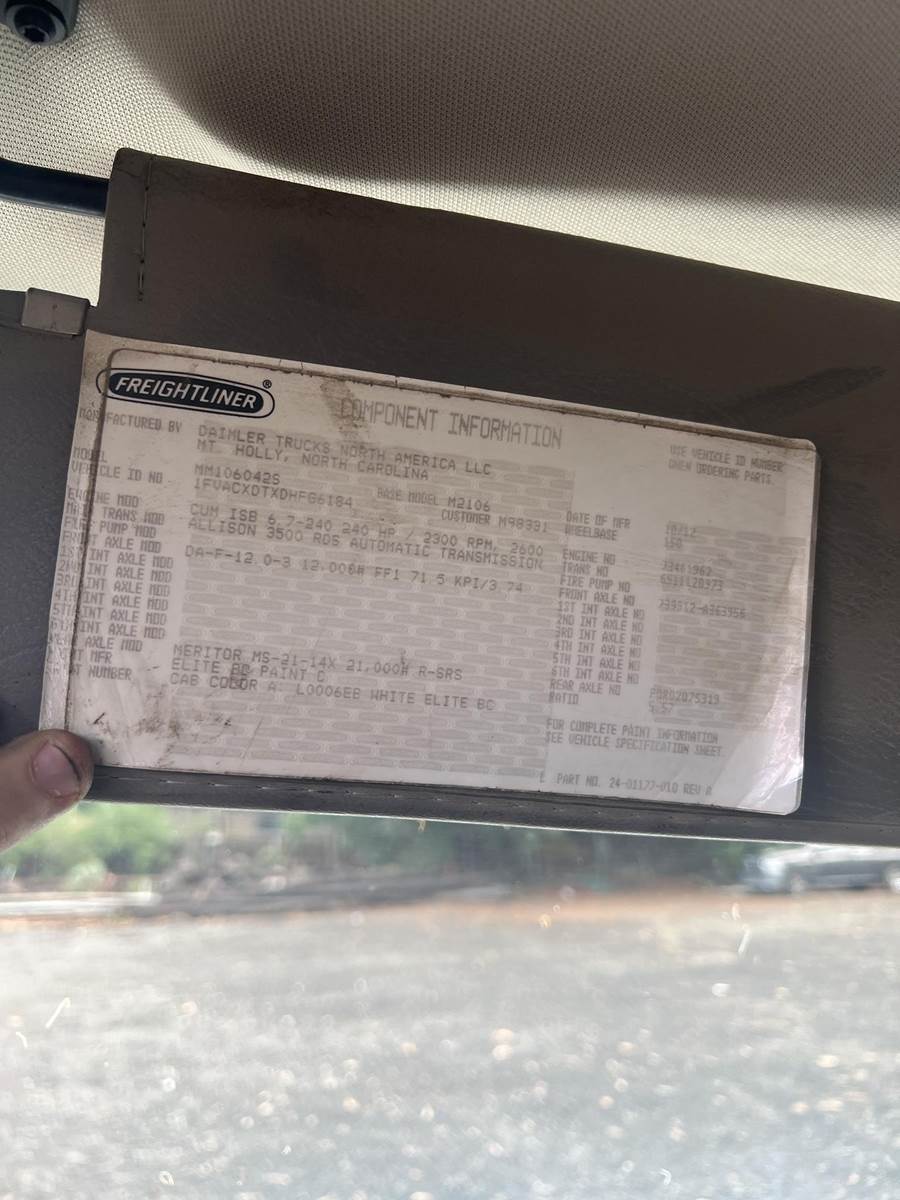 FREIGHTLINER®
COMPONENT INFORMATION
USE VEHICLE ID NUMBER
WHEN ORDERING PARTS
MANUFACTURED BY DAIMLER TRUCKS NORTH AMERICA LLC
MT. HOLLY, NORTH CAROLINA
MODEL MM106042S BASE MODEL M2106
VEHICLE ID NO 1FVACXDTXDHFG6184 CUSTOMER M98331
ENGINE MOD CUM ISB 6.7-240 240 HP / 2300 RPM, 2600
MAIN TRANS MOD ALLISON 3500 RDS AUTOMATIC TRANSMISSION
PUMP MOD
FRONT AXLE MOD DA-F-12.0-3 12,000# FF1 71.5 KPI/3.74
1ST INT AXLE MOD
2ND INT AXLE MOD
3RD INT AXLE MOD
4TH INT AXLE MOD
5TH INT AXLE MOD
6TH INT AXLE MOD
REAR AXLE MOD MERITOR MS-21-14X 21,000# R-SRS
MFR ELITE BC PAINT C
NUMBER CAB COLOR A: L0006EB WHITE ELITE BC
DATE OF MFR
WHEELBASE
ENGINE NO
TRANS NO
FIRE PUMP NO
FRONT AXLE NO
1ST INT AXLE NO
2ND INT AXLE NO
3RD INT AXLE NO
4TH INT AXLE NO
5TH INT AXLE NO
6TH INT AXLE NO
REAR AXLE NO
RATIO 5.57
FOR COMPLETE PAINT INFORMATION
SEE VEHICLE SPECIFICATION SHEET
PART NO. 24-01177-010 REV A